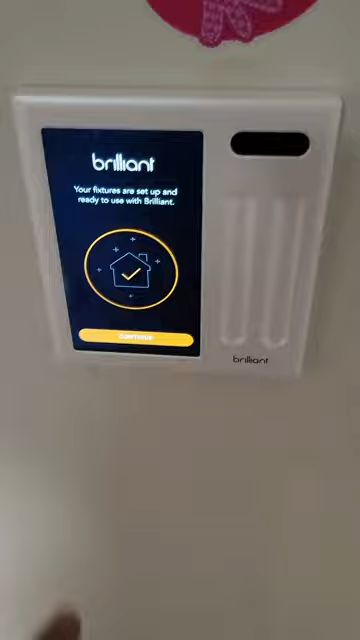 brilliant
Your fixtures are set up and
ready to use with Brilliant.
CONTINUE
brilliant